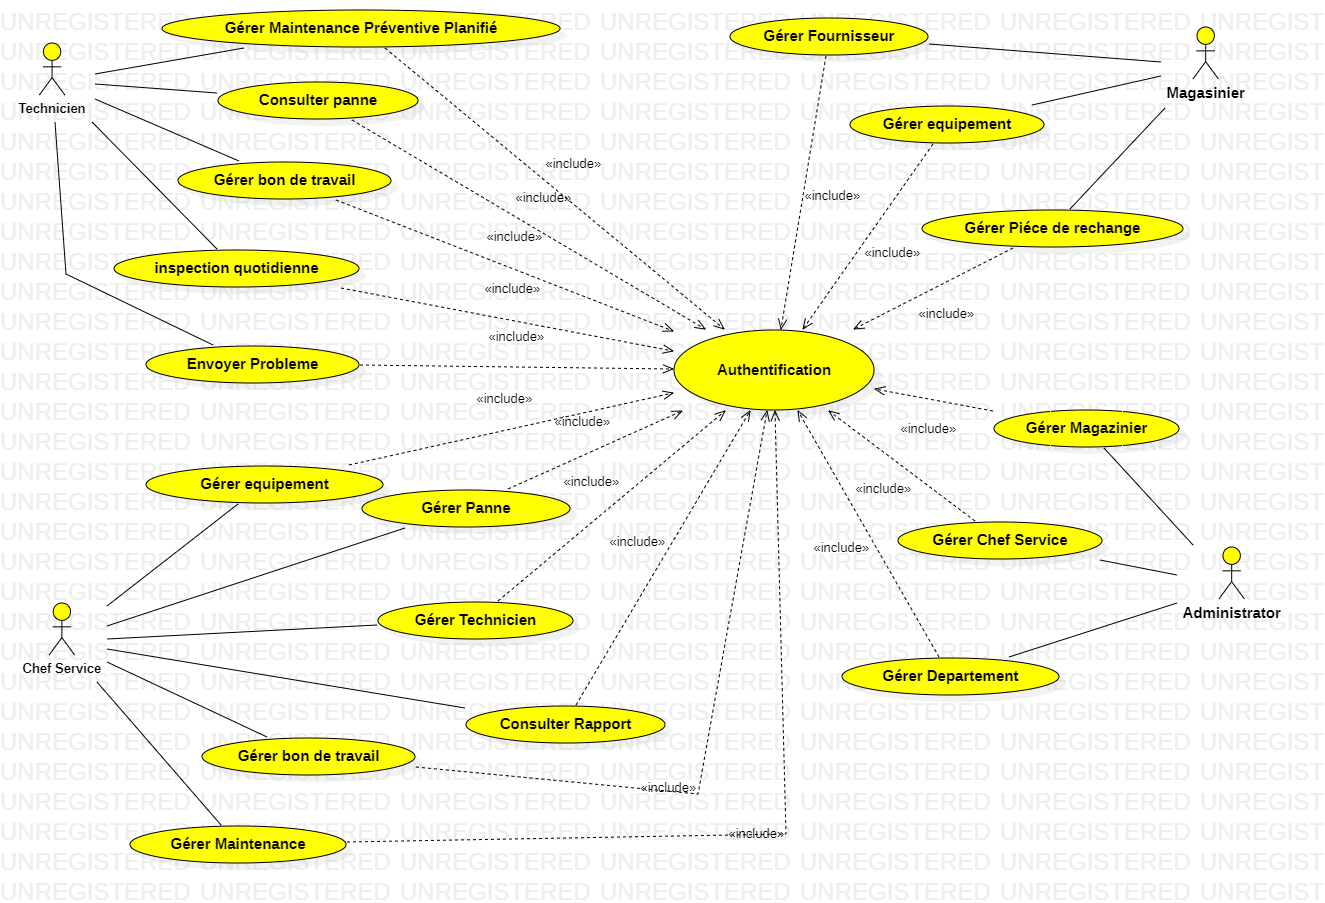 Gérer Maintenance Préventive Planifié
Gérer Fournisseur
Technicien
Magasinier
Consulter panne
Gérer equipement
«include»
Gérer bon de travail
«include»
«include»
Gérer Piéce de rechange
«include»
«include»
inspection quotidienne
«include»
«include»
«include»
Envoyer Probleme
Authentification
«include»
«include»
«include»
Gérer Magazinier
Gérer equipement
«include»
«include»
Gérer Panne
Gérer Chef Service
«include»
«include»
Administrator
Gérer Technicien
Chef Service
Gérer Departement
Consulter Rapport
Gérer bon de travail
«include»
«include»
Gérer Maintenance
UNREGISTERED